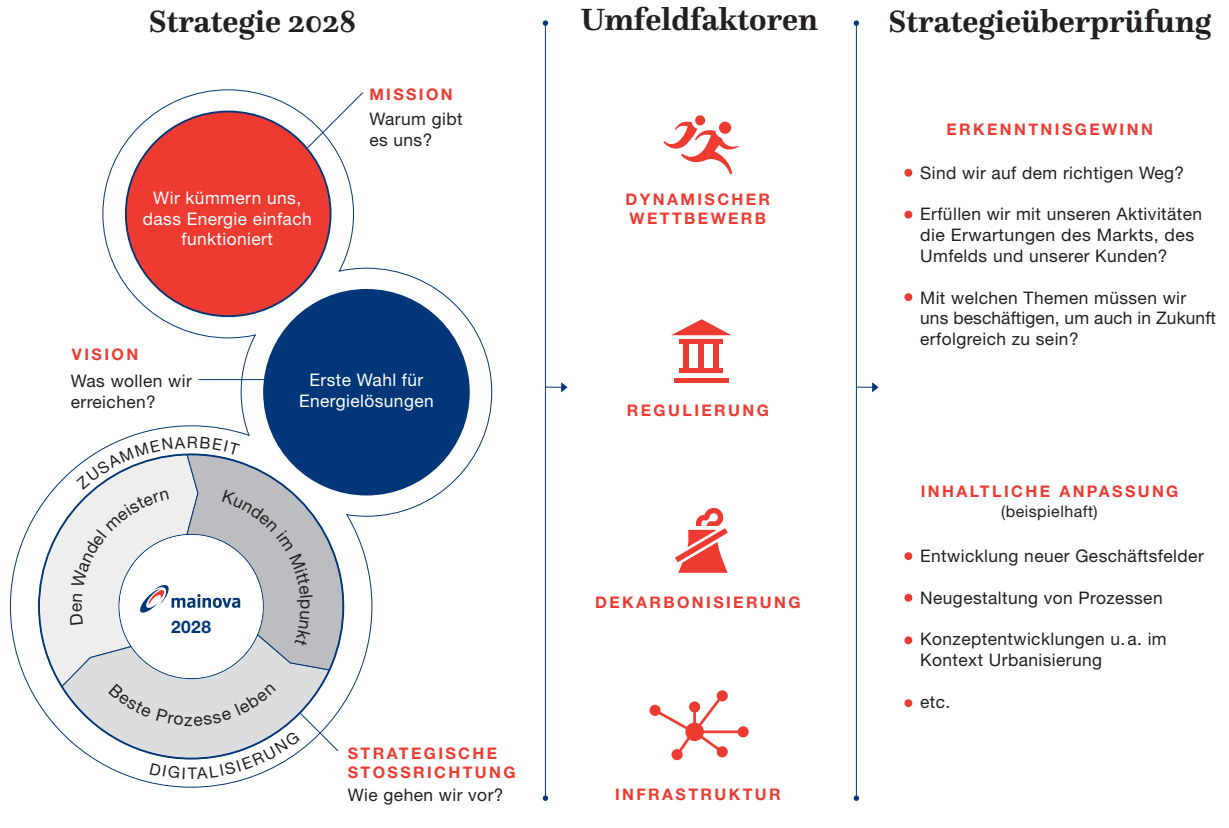 Strategie 2028
MISSION
Warum gibt
es uns?
Wir kümmern uns,
dass Energie einfach
funktioniert
VISION
Was wollen wir
erreichen?
Erste Wahl für
Energielösungen
ZUSAMMENARBEIT
Den Wandel meistern
Kunden im Mittelpunkt
mainova
2028
Beste Prozesse leben
DIGITALISIERUNG
STRATEGISCHE
STOSSRICHTUNG
Wie gehen wir vor?
Umfeldfaktoren
DYNAMISCHER
WETTBEWERB
REGULIERUNG
DEKARBONISIERUNG
INFRASTRUKTUR
Strategieüberprüfung
ERKENNTNISGEWINN
• Sind wir auf dem richtigen Weg?
• Erfüllen wir mit unseren Aktivitäten
die Erwartungen des Markts, des
Umfelds und unserer Kunden?
• Mit welchen Themen müssen wir
uns beschäftigen, um auch in Zukunft
erfolgreich zu sein?
INHALTLICHE ANPASSUNG
(beispielhaft)
• Entwicklung neuer Geschäftsfelder
• Neugestaltung von Prozessen
• Konzeptentwicklungen u. a. im
Kontext Urbanisierung
• etc.